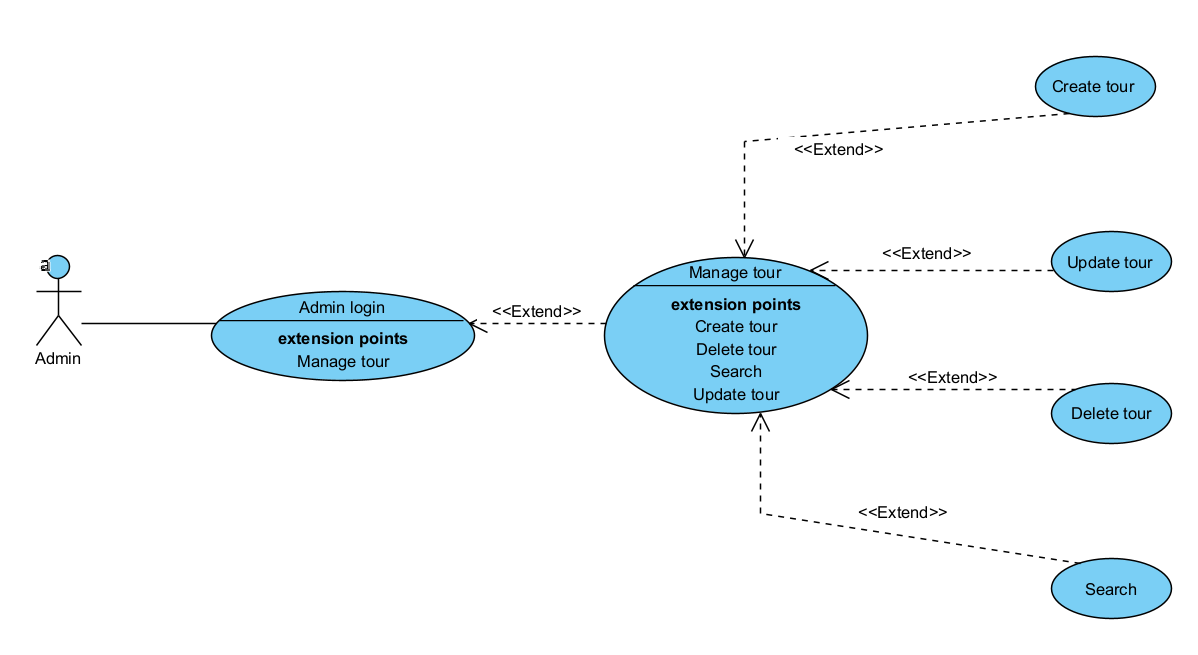 Create tour
<<Extend>>
<<Extend>>
Update tour
a
Admin
Admin login
extension points
Manage tour
<<Extend>>
Manage tour
extension points
Create tour
Delete tour
Search
Update tour
<<Extend>>
Delete tour
<<Extend>>
Search